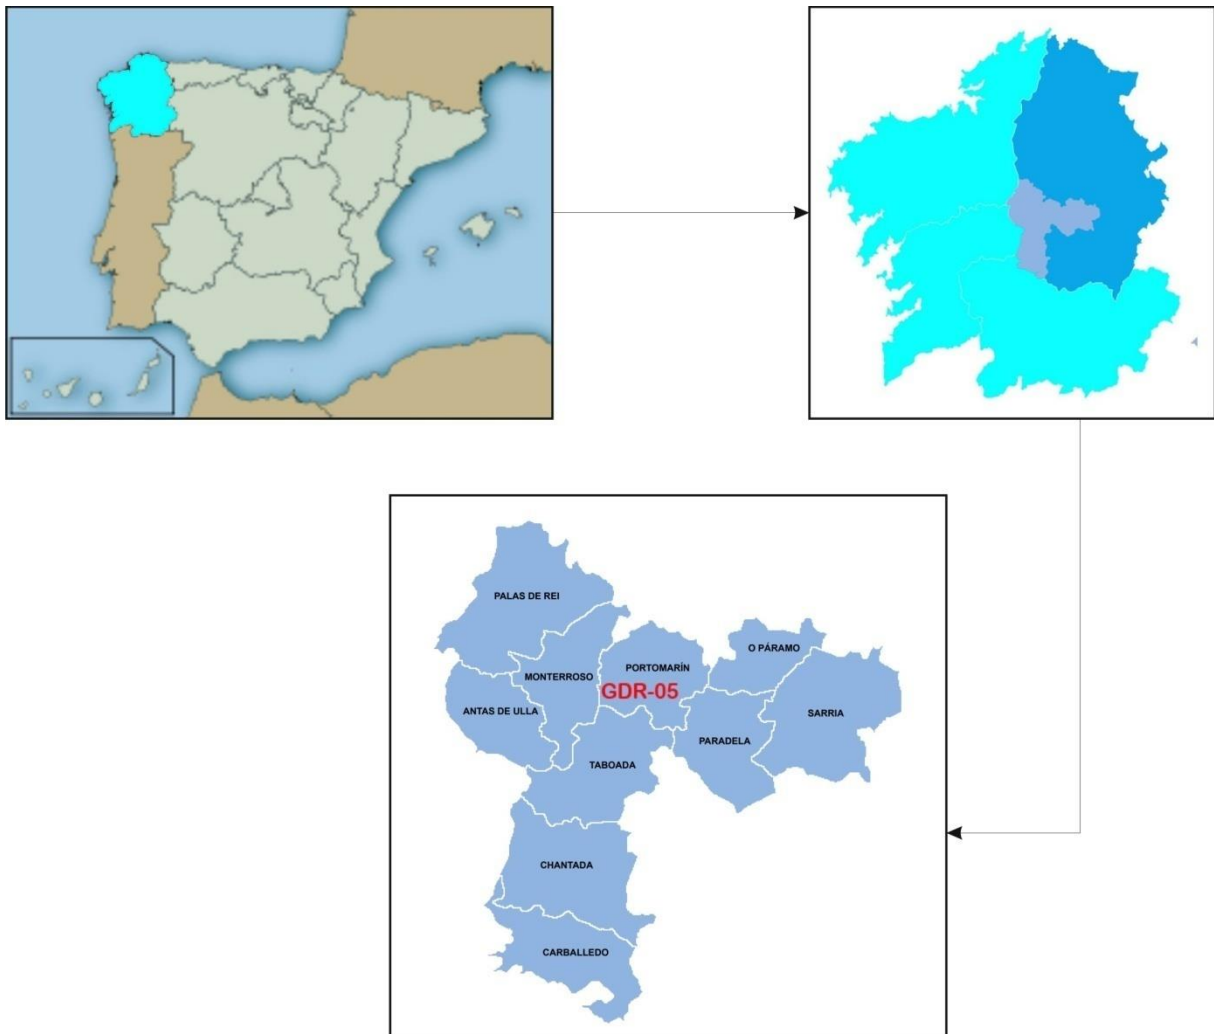 PALAS DE REI
O PÁRAMO
PORTOMARÍN
MONTERROSO
GDR-05
ANTAS DE ULLA
SARRIA
PARADELA
TABOADA
CHANTADA
CARBALLEDO